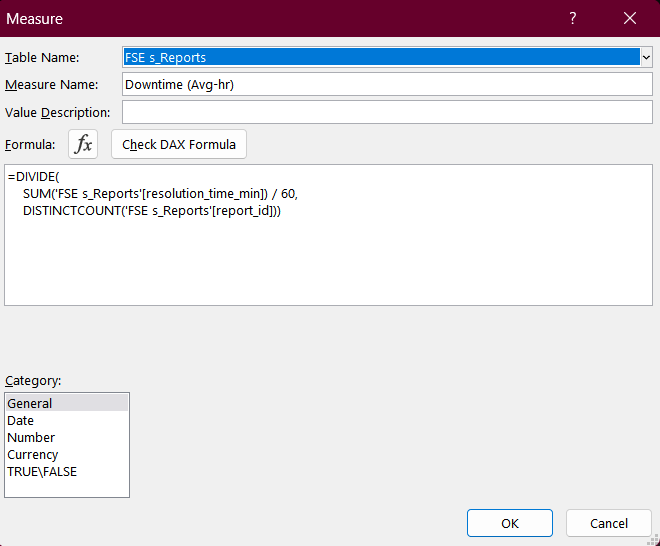 Measure
?
Table Name: FSE s_Reports
Measure Name: Downtime (Avg-hr)
Value Description:
Formula: fx Check DAX Formula
=DIVIDE(
    SUM('FSE s_Reports'[resolution_time_min]) / 60,
    DISTINCTCOUNT('FSE s_Reports'[report_id]))
Category:
General
Date
Number
Currency
TRUE\FALSE
OK Cancel